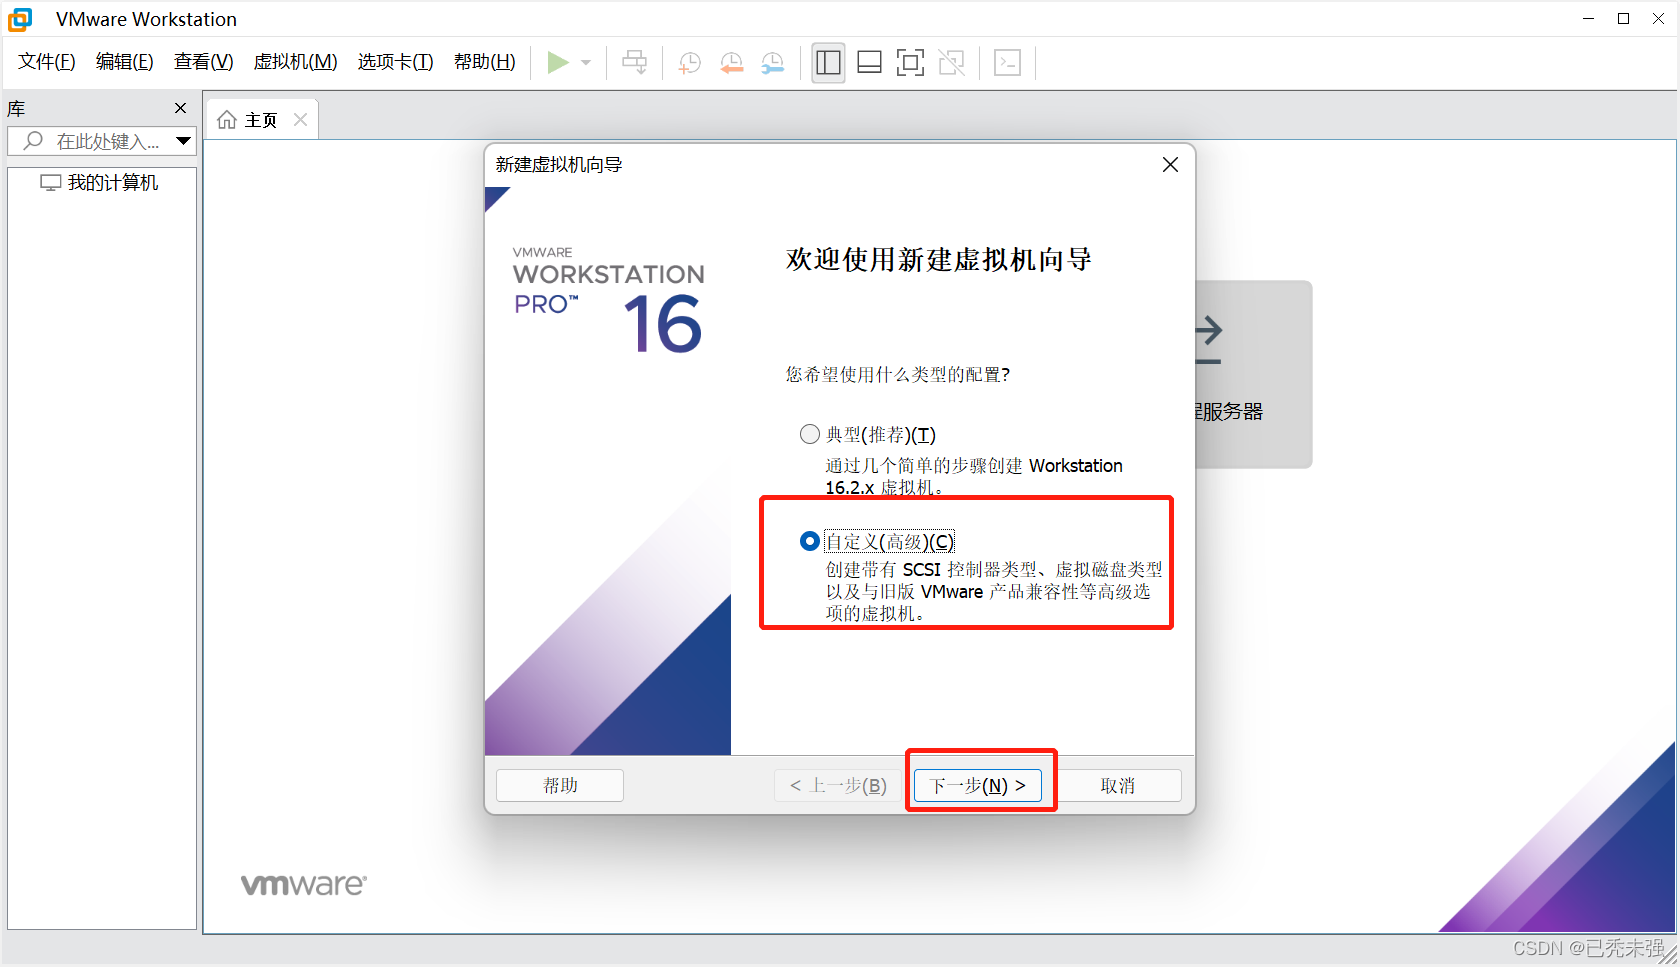 VMware Workstation
文件(F) 编辑(E) 查看(V) 虚拟机(M) 选项卡(T) 帮助(H)
库
主页
在此处键入...
我的计算机
新建虚拟机向导
VMWARE
WORKSTATION
PRO™ 16
欢迎使用新建虚拟机向导
您希望使用什么类型的配置?
典型(推荐)(T)
通过几个简单的步骤创建 Workstation
16.2.x 虚拟机。
自定义(高级)(C)
创建带有 SCSI 控制器类型、虚拟磁盘类型
以及与旧版 VMware 产品兼容性等高级选
项的虚拟机。
程服务器
帮助 < 上一步(B) 下一步(N) > 取消
vmware®
CSDN @已秃未强